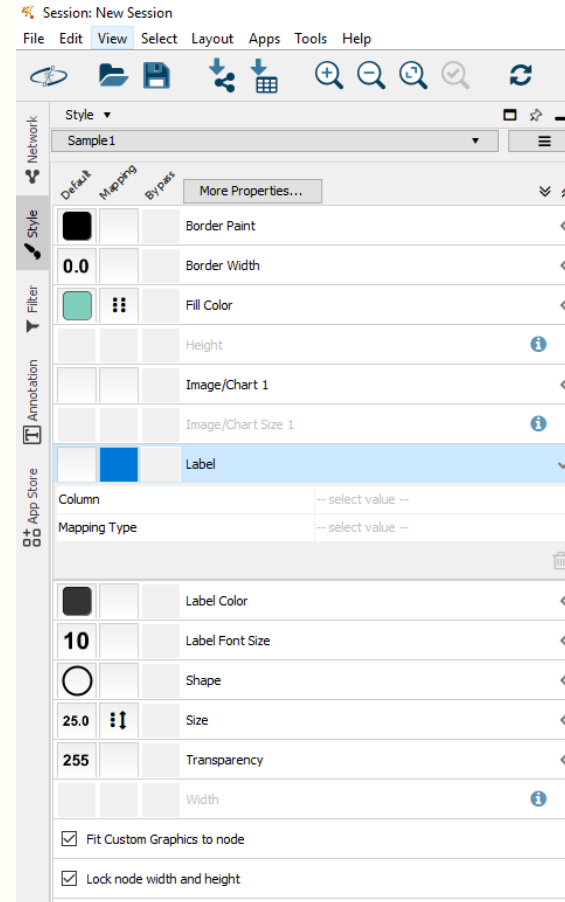 Session: New Session
File Edit View Select Layout Apps Tools Help
Style
Sample1
Network
Style
Filter
Annotation
App Store
Default Mapping Bypass More Properties...
Border Paint
0.0 Border Width
Fill Color
Height
Image/Chart 1
Image/Chart Size 1
Label
Column -- select value --
Mapping Type -- select value --
Label Color
10 Label Font Size
Shape
25.0 Size
255 Transparency
Width
Fit Custom Graphics to node
Lock node width and height